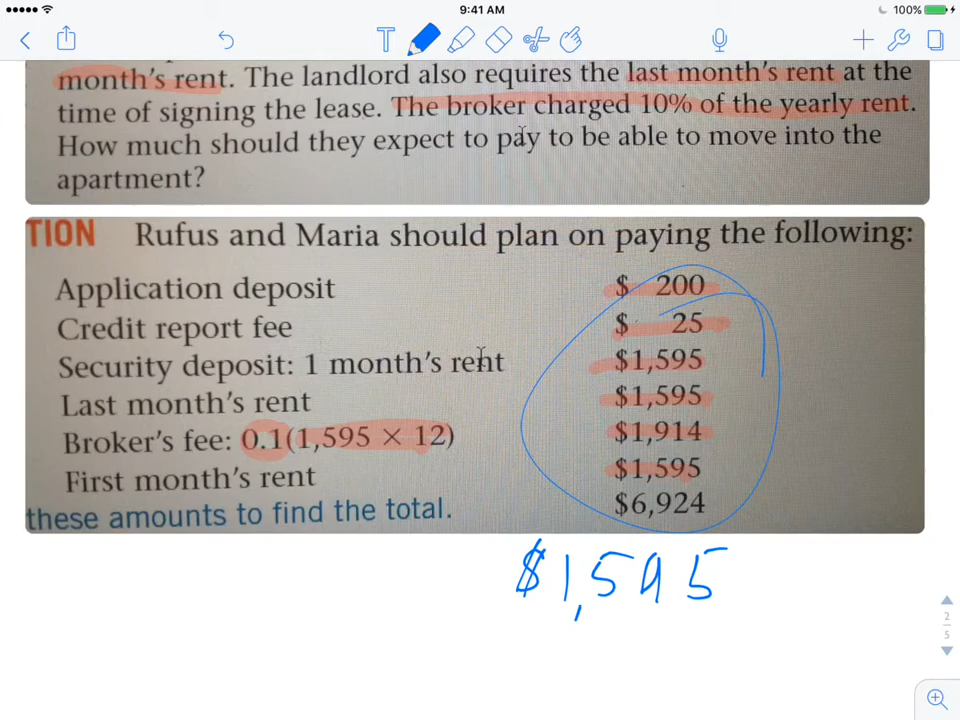 9:41 AM
100%
T
month's rent. The landlord also requires the last month's rent at the
time of signing the lease. The broker charged 10% of the yearly rent.
How much should they expect to pay to be able to move into the
apartment?
TION Rufus and Maria should plan on paying the following:
Application deposit $ 200
Credit report fee $ 25
Security deposit: 1 month's rent $1,595
Last month's rent $1,595
Broker's fee: 0.1(1,595 × 12) $1,914
First month's rent $1,595
$6,924
these amounts to find the total.
$1,595
2
5